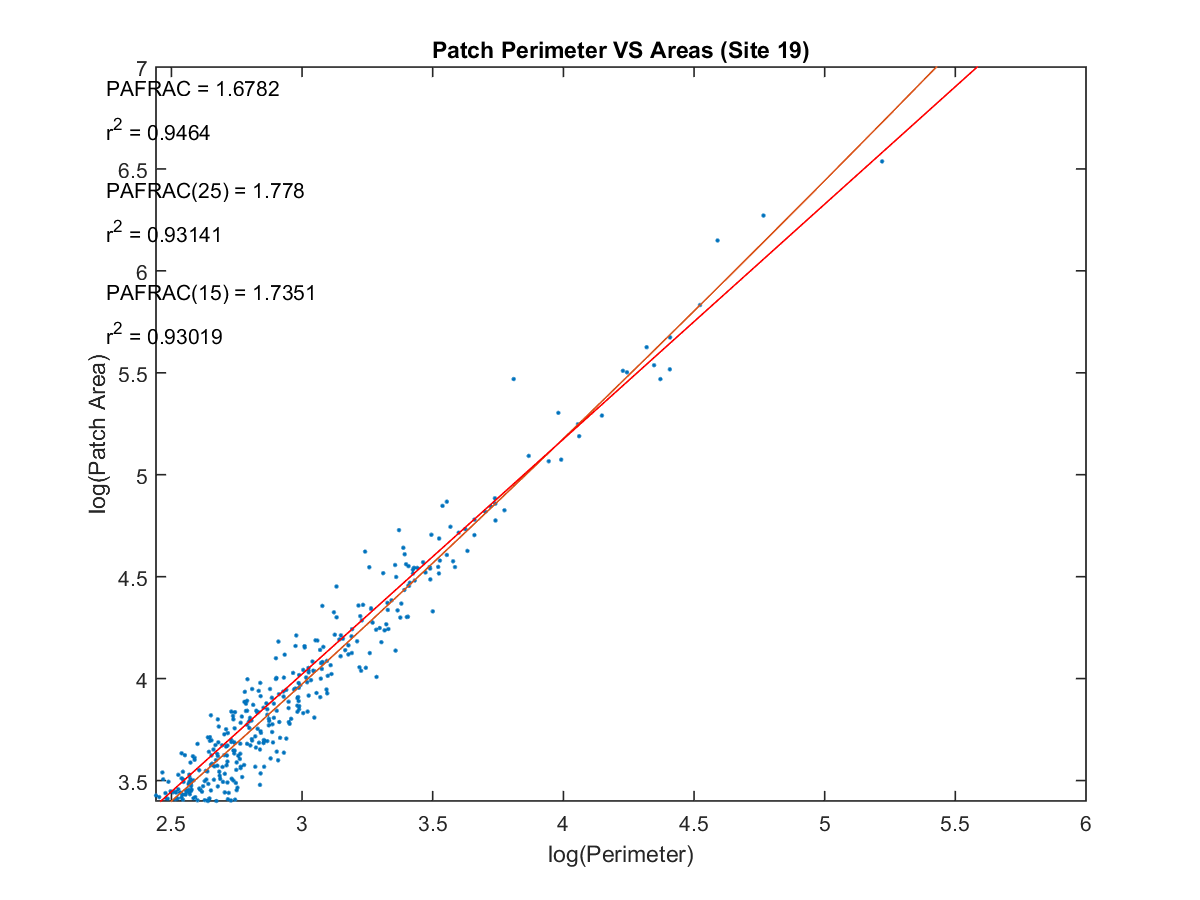 Patch Perimeter VS Areas (Site 19)
7
PAFRAC = 1.6782
r2 = 0.9464
6.5
PAFRAC(25) = 1.778
r2 = 0.93141
6
PAFRAC(15) = 1.7351
r2 = 0.93019
5.5
log(Patch Area)
5
4.5
4
3.5
2.5 3 3.5 4 4.5 5 5.5 6
log(Perimeter)